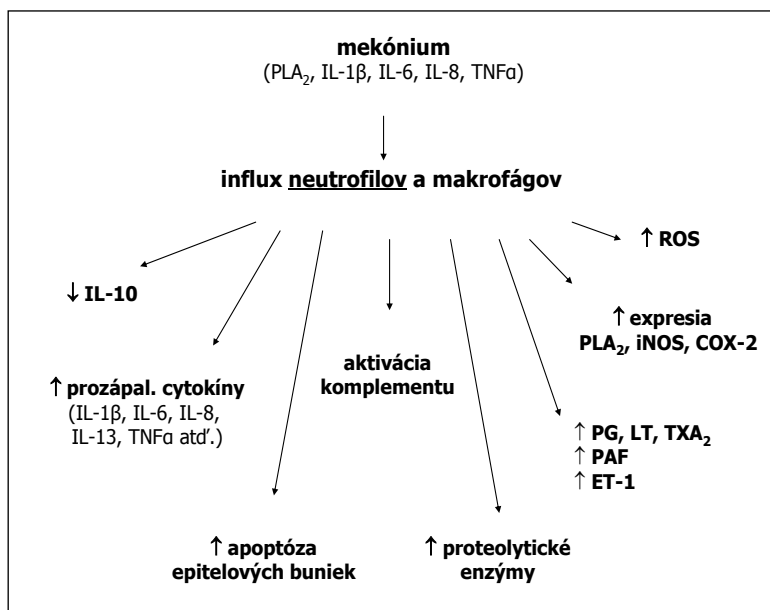 mekónium
(PLA₂, IL-1β, IL-6, IL-8, TNFα)
influx neutrofilov a makrofágov
↑ ROS
↓ IL-10
↑ expresia
PLA₂, iNOS, COX-2
aktivácia
komplementu
↑ prozápal. cytokíny
(IL-1β, IL-6, IL-8,
IL-13, TNFα atď.)
↑ PG, LT, TXA₂
↑ PAF
↑ ET-1
↑ apoptóza
epitelových buniek
↑ proteolytické
enzýmy